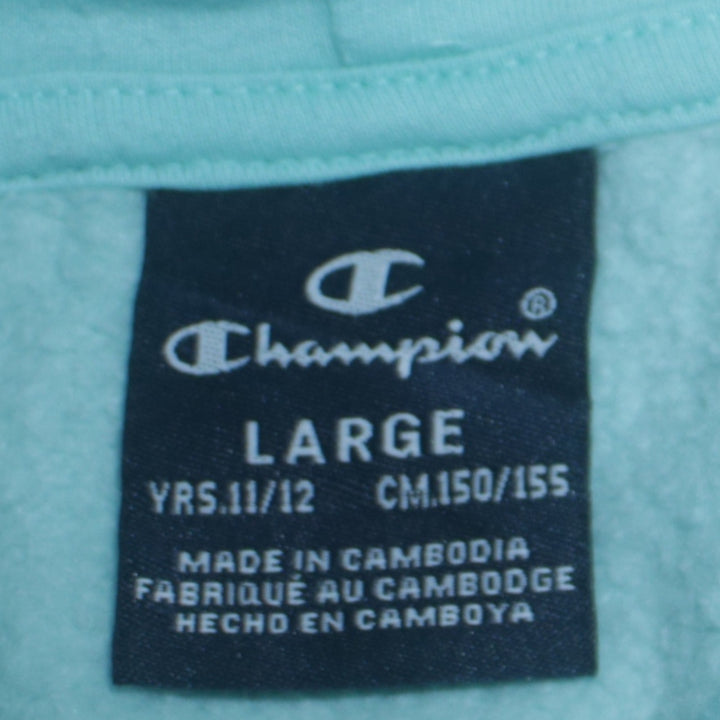 Champion®
LARGE
YRS.11/12 CM.150/155
MADE IN CAMBODIA
FABRIQUÉ AU CAMBODGE
HECHO EN CAMBOYA